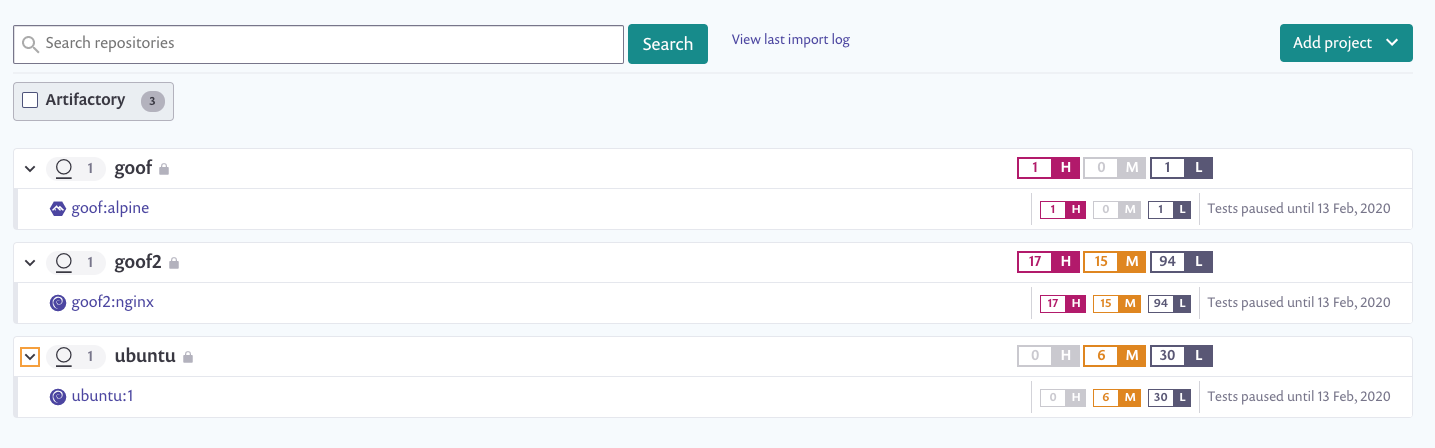 Search repositories Search View last import log Add project
Artifactory 3
1 goof 1 H 0 M 1 L
goof:alpine 1 H 0 M 1 L Tests paused until 13 Feb, 2020
1 goof2 17 H 15 M 94 L
goof2:nginx 17 H 15 M 94 L Tests paused until 13 Feb, 2020
1 ubuntu 0 H 6 M 30 L
ubuntu:1 0 H 6 M 30 L Tests paused until 13 Feb, 2020